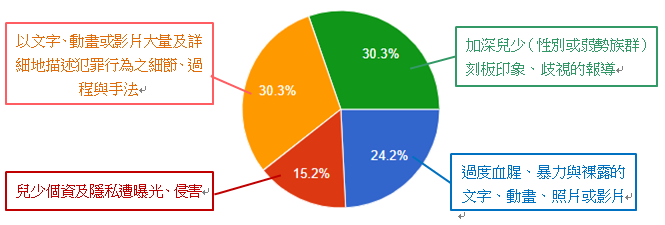 以文字、動畫或影片大量及詳
細地描述犯罪行為之細節、過
程與手法↵
30.3%
加深兒少（性別或弱勢族群）
刻板印象、歧視的報導↵
30.3%
兒少個資及隱私遭曝光、侵害↵
15.2%
24.2%
過度血腥、暴力與裸露的
文字、動畫、照片或影片↵
↵